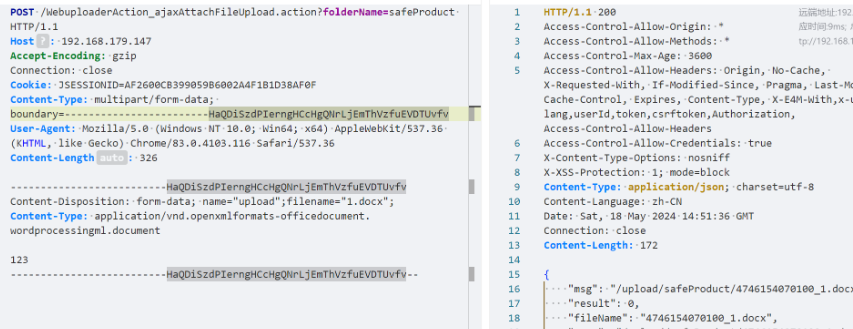 POST /WebuploaderAction_ajaxAttachFileUpload.action?folderName=safeProduct
HTTP/1.1
Host ? : 192.168.179.147
Accept-Encoding: gzip
Connection: close
Cookie: JSESSIONID=AF2600CB399059B6002A4F1B1D38AF0F
Content-Type: multipart/form-data;
boundary=------------------------HaQDiSzdPIerngHCcHgQNrLjEmThVzfuEVDTUvfv
User-Agent: Mozilla/5.0 (Windows NT 10.0; Win64; x64) AppleWebKit/537.36
(KHTML, like Gecko) Chrome/83.0.4103.116 Safari/537.36
Content-Length auto : 326
--------------------------HaQDiSzdPIerngHCcHgQNrLjEmThVzfuEVDTUvfv
Content-Disposition: form-data; name="upload";filename="1.docx";
Content-Type: application/vnd.openxmlformats-officedocument.
wordprocessingml.document
123
--------------------------HaQDiSzdPIerngHCcHgQNrLjEmThVzfuEVDTUvfv--
1 HTTP/1.1 200
远端地址:192.
2 Access-Control-Allow-Origin: *
应时间:9ms;
3 Access-Control-Allow-Methods: *
tp://192.168.1
4 Access-Control-Max-Age: 3600
5 Access-Control-Allow-Headers: Origin, No-Cache,
X-Requested-With, If-Modified-Since, Pragma, Last-Mo
Cache-Control, Expires, Content-Type, X-E4M-With,x-u
lang,userId,token,csrftoken,Authorization,
Access-Control-Allow-Headers
6 Access-Control-Allow-Credentials: true
7 X-Content-Type-Options: nosniff
8 X-XSS-Protection: 1; mode=block
9 Content-Type: application/json; charset=utf-8
10 Content-Language: zh-CN
11 Date: Sat, 18 May 2024 14:51:36 GMT
12 Connection: close
13 Content-Length: 172
14
15 {
16 "msg": "/upload/safeProduct/4746154070100_1.docx
17 "result": 0,
18 "fileName": "4746154070100_1.docx",